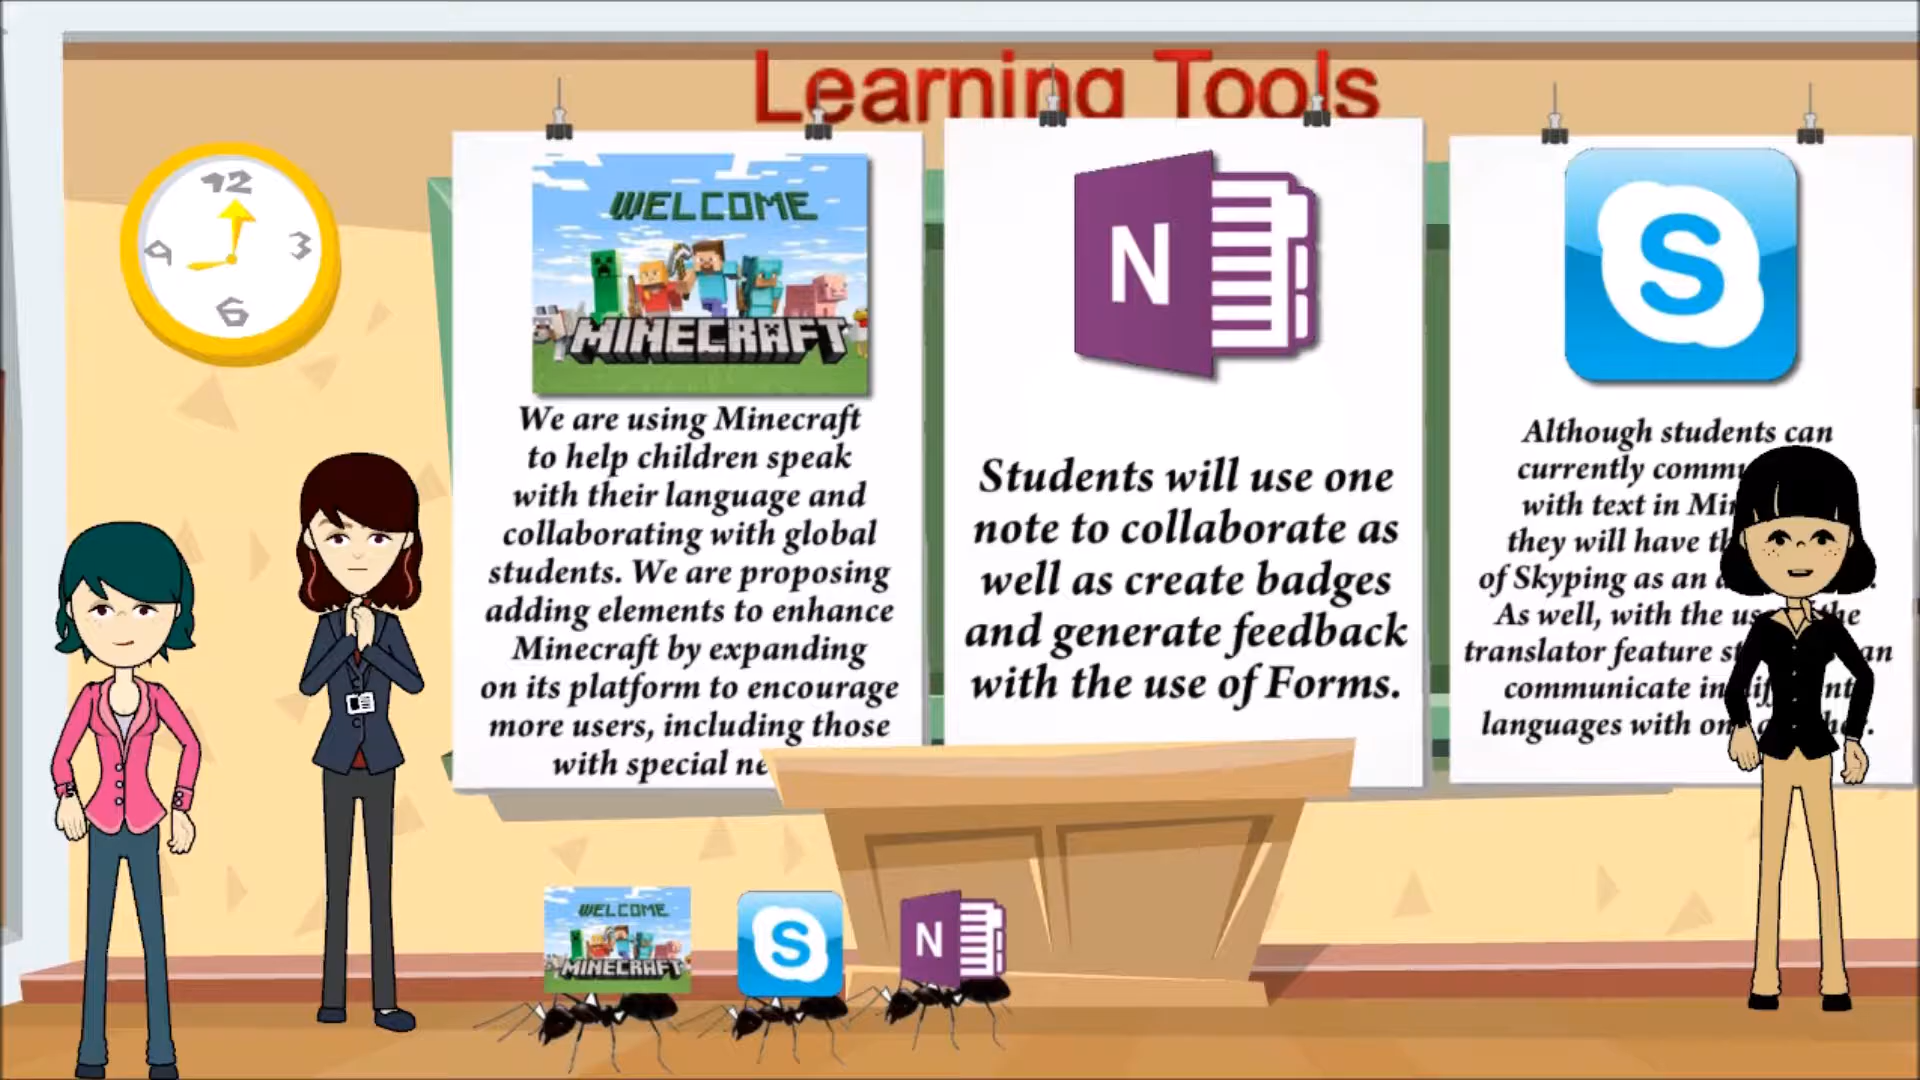 Learning Tools
12
9
3
6
WELCOME
MINECRAFT
We are using Minecraft
to help children speak
with their language and
collaborating with global
students. We are proposing
adding elements to enhance
Minecraft by expanding
on its platform to encourage
more users, including those
with special
N
Students will use one
note to collaborate as
well as create badges
and generate feedback
with the use of Forms.
S
Although students can
currently
with text in
they will have
of Skyping as an
As well, with the use the
translator feature
communicate in
languages with
WELCOME
MINECRAFT
S
N